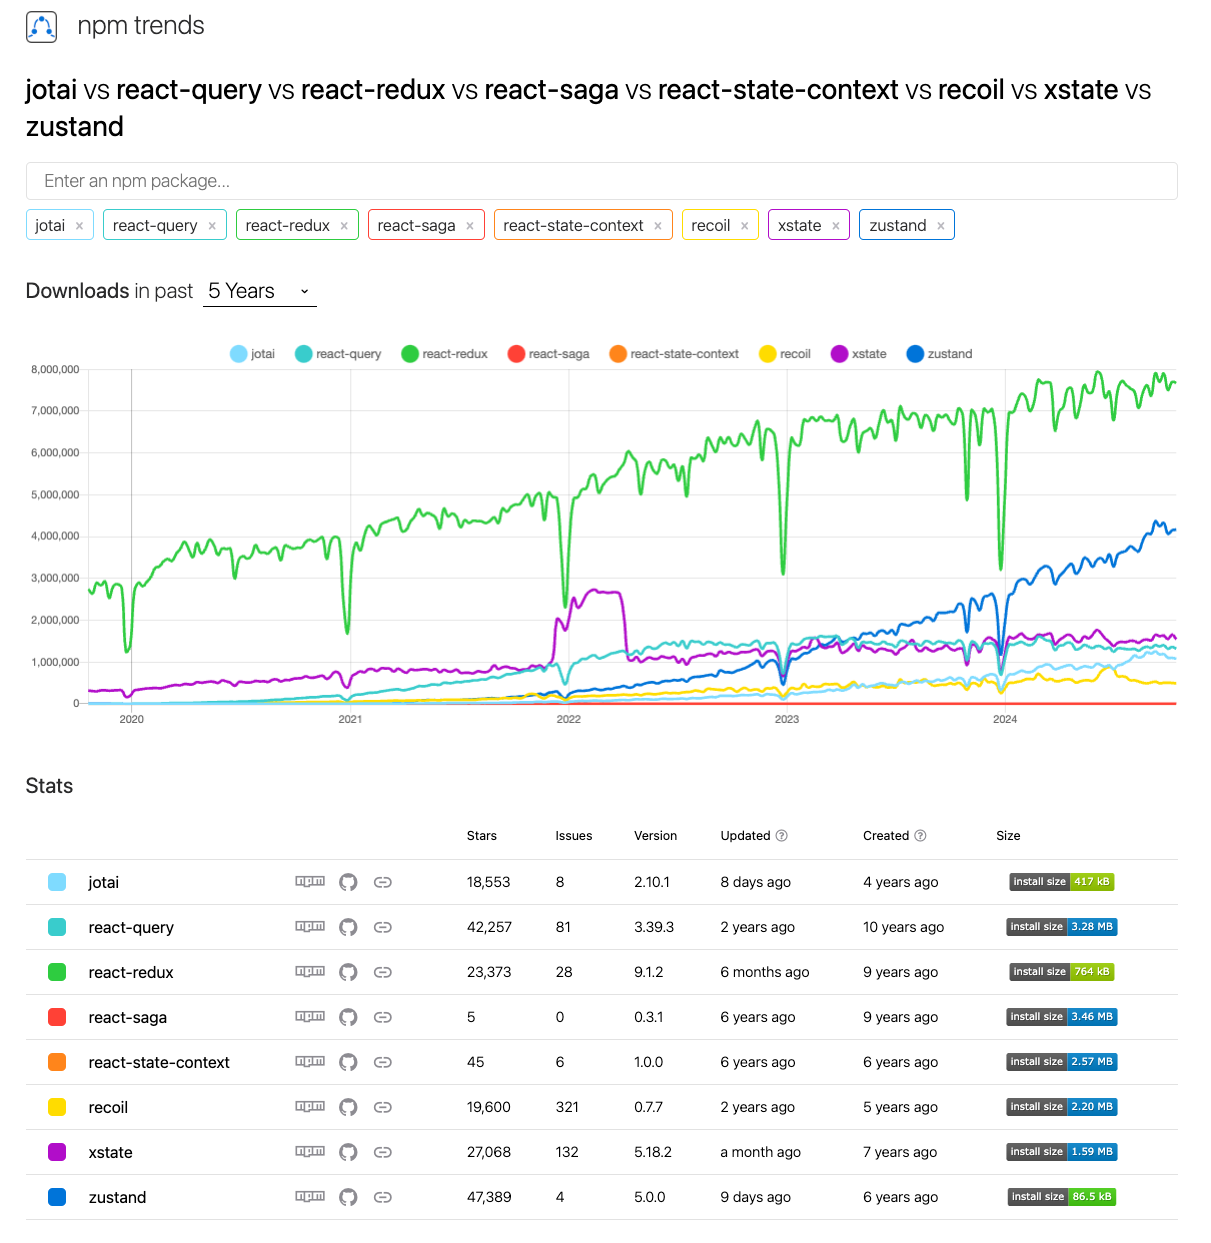 npm trends
jotai vs react-query vs react-redux vs react-saga vs react-state-context vs recoil vs xstate vs
zustand
Enter an npm package...
jotai × react-query × react-redux × react-saga × react-state-context × recoil × xstate × zustand ×
Downloads in past 5 Years
jotai react-query react-redux react-saga react-state-context recoil xstate zustand
8,000,000
7,000,000
6,000,000
5,000,000
4,000,000
3,000,000
2,000,000
1,000,000
0
2020 2021 2022 2023 2024
Stats
Stars Issues Version Updated ? Created ? Size
jotai npm 18,553 8 2.10.1 8 days ago 4 years ago install size 417 kB
react-query npm 42,257 81 3.39.3 2 years ago 10 years ago install size 3.28 MB
react-redux npm 23,373 28 9.1.2 6 months ago 9 years ago install size 764 kB
react-saga npm 5 0 0.3.1 6 years ago 9 years ago install size 3.46 MB
react-state-context npm 45 6 1.0.0 6 years ago 6 years ago install size 2.57 MB
recoil npm 19,600 321 0.7.7 2 years ago 5 years ago install size 2.20 MB
xstate npm 27,068 132 5.18.2 a month ago 7 years ago install size 1.59 MB
zustand npm 47,389 4 5.0.0 9 days ago 6 years ago install size 86.5 kB